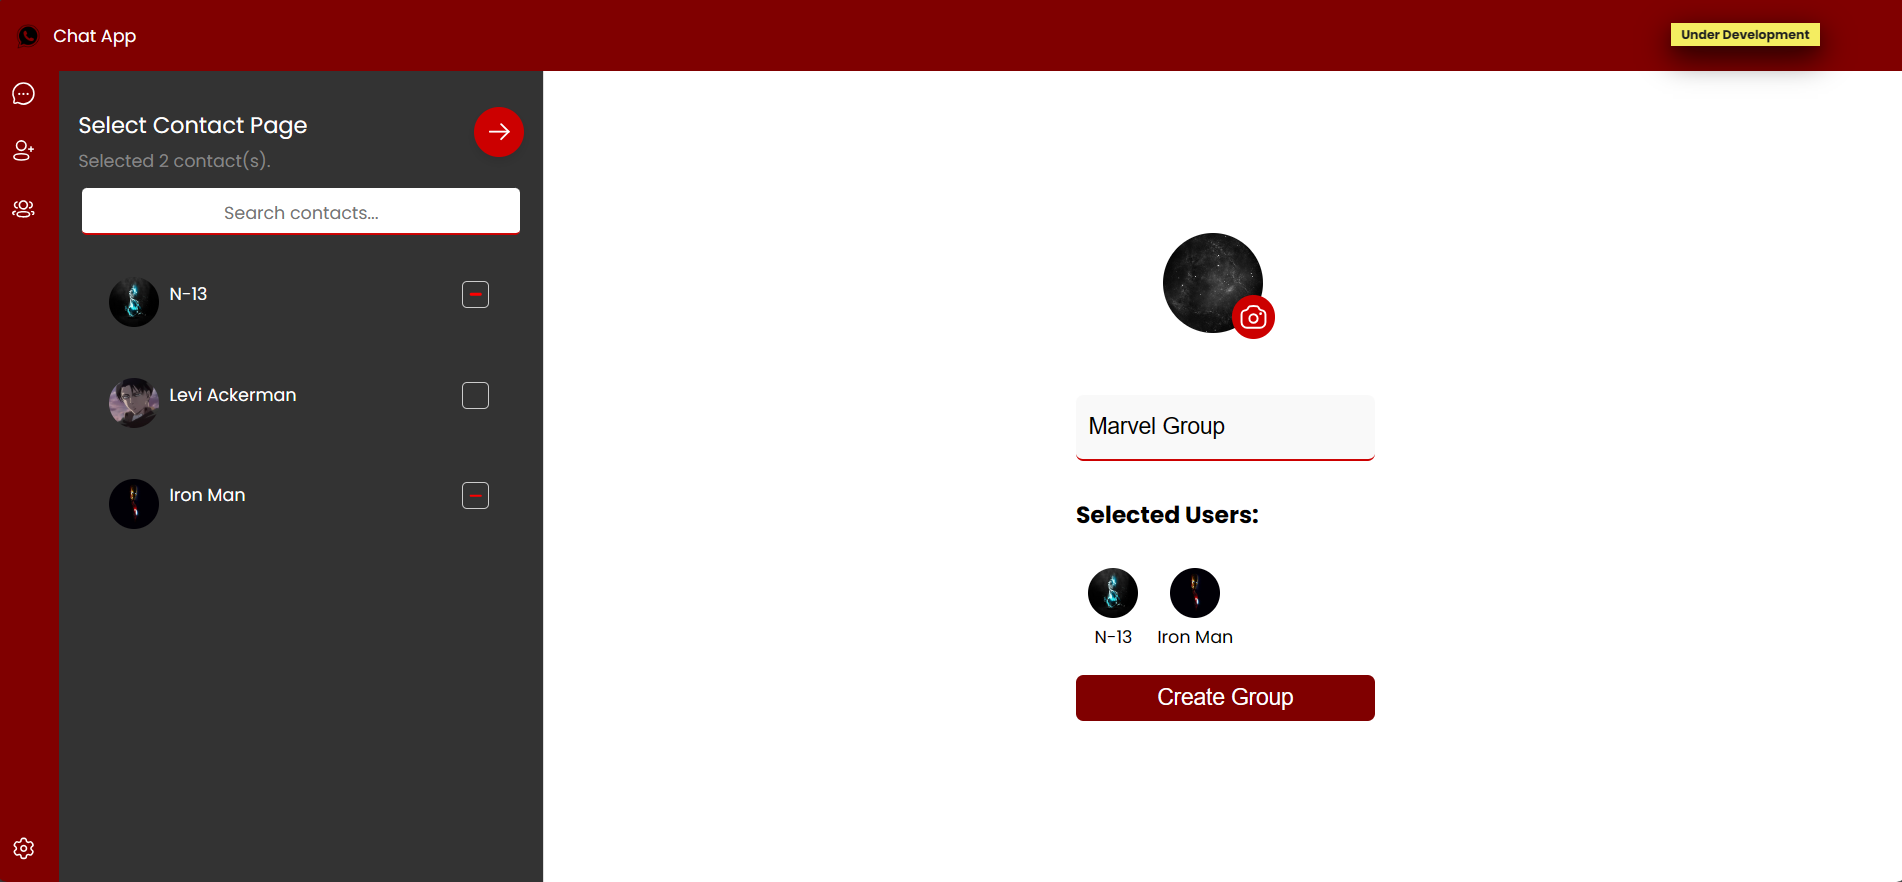 Chat App
Under Development
Select Contact Page
Selected 2 contact(s).
Search contacts...
N-13
Levi Ackerman
Iron Man
Marvel Group
Selected Users:
N-13 Iron Man
Create Group